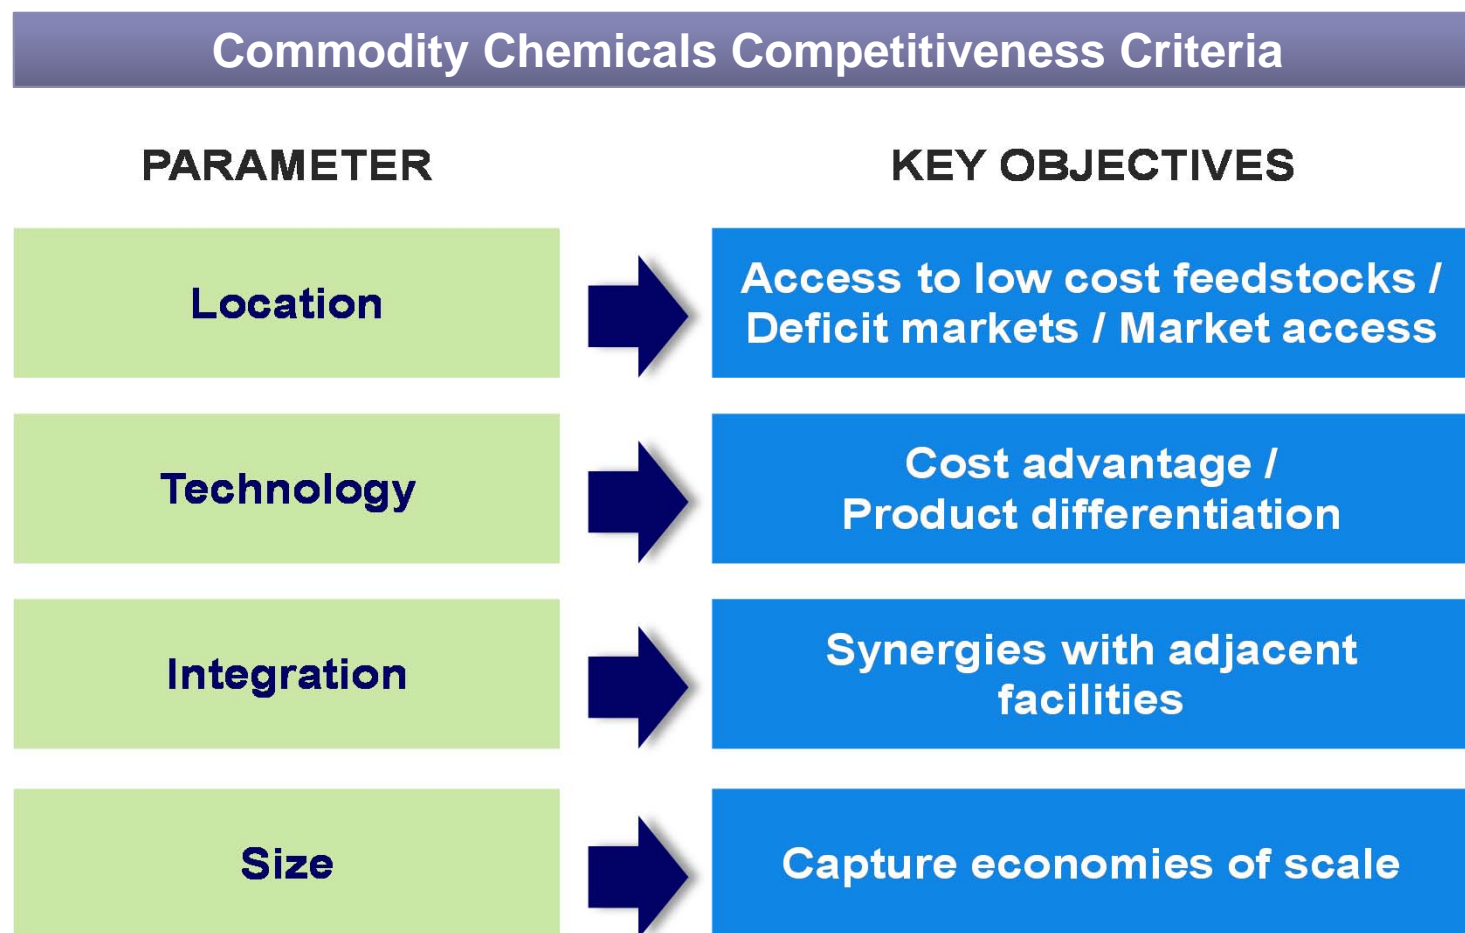 Commodity Chemicals Competitiveness Criteria
PARAMETER
KEY OBJECTIVES
Location
Access to low cost feedstocks /
Deficit markets / Market access
Technology
Cost advantage /
Product differentiation
Integration
Synergies with adjacent
facilities
Size
Capture economies of scale